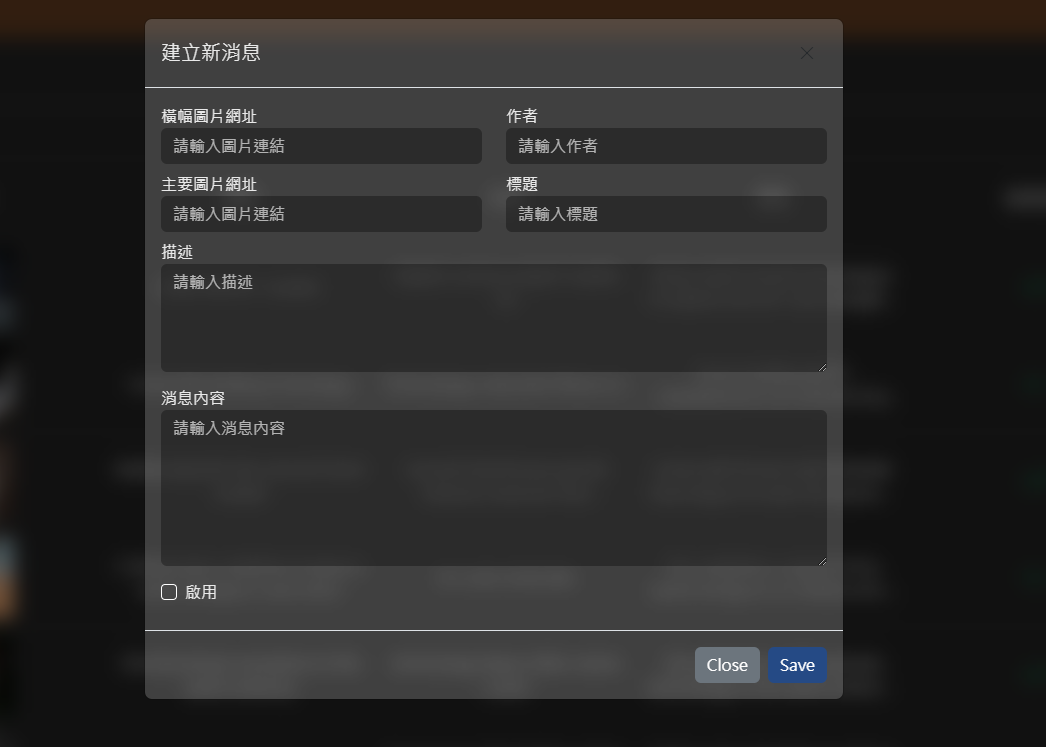 建立新消息
橫幅圖片網址
作者
請輸入圖片連結
請輸入作者
主要圖片網址
標題
請輸入圖片連結
請輸入標題
描述
請輸入描述
消息內容
請輸入消息內容
啟用
Close
Save